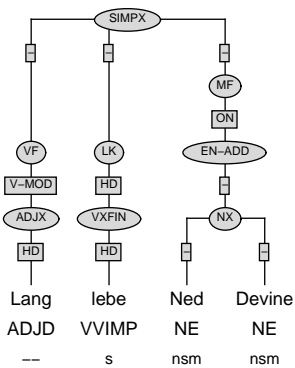 SIMPX
– – –
MF
ON
VF LK EN–ADD
V–MOD HD –
ADJX VXFIN NX
HD HD – –
Lang lebe Ned Devine
ADJD VVIMP NE NE
–– s nsm nsm